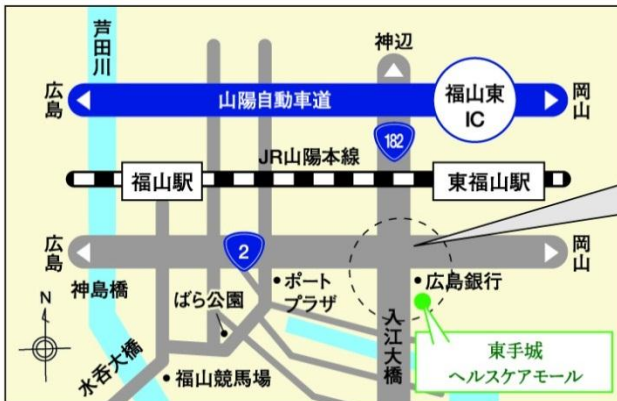 芦田川
神辺
広島
山陽自動車道
福山東
IC
岡山
182
JR山陽本線
福山駅
東福山駅
広島
2
岡山
神島橋
ばら公園
ポート
プラザ
広島銀行
N
水呑大橋
福山競馬場
入江大橋
東手城
ヘルスケアモール